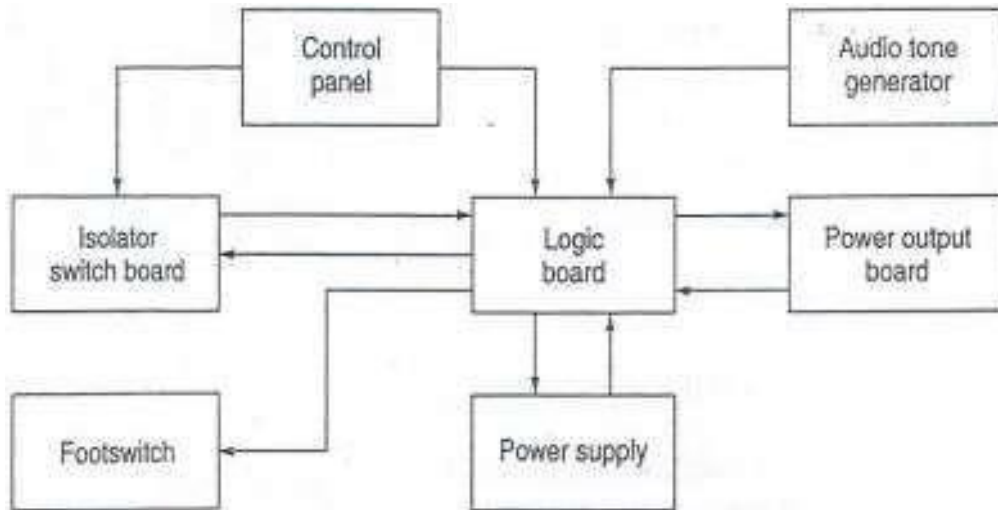 Control
panel
Audio tone
generator
Isolator
switch board
Logic
board
Power output
board
Footswitch
Power supply